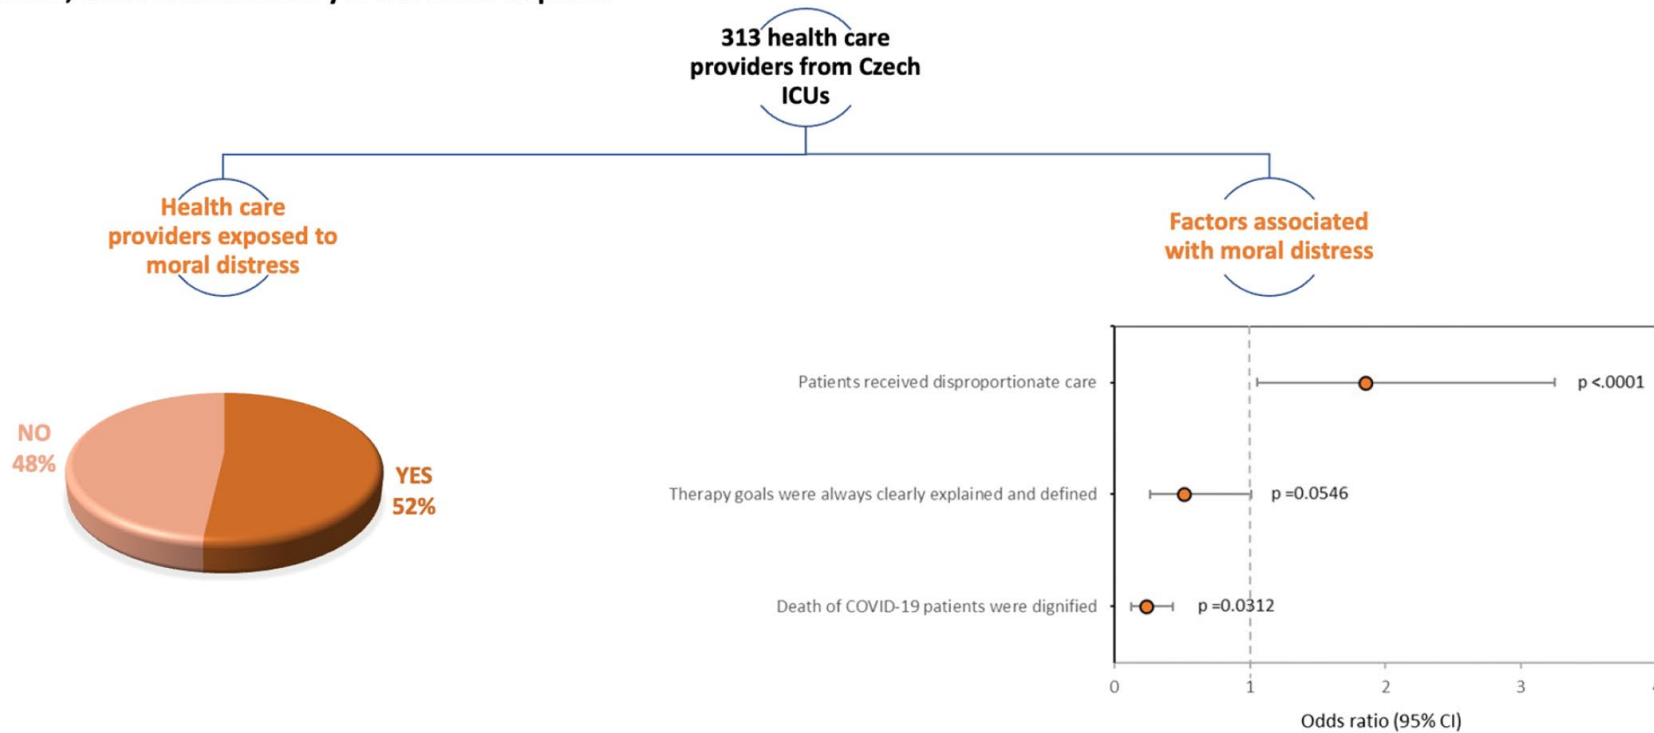 313 health care
providers from Czech
ICUs
Health care
providers exposed to
moral distress
Factors associated
with moral distress
NO
48%
YES
52%
Patients received disproportionate care
p <.0001
Therapy goals were always clearly explained and defined
p =0.0546
Death of COVID-19 patients were dignified
p =0.0312
0 1 2 3
Odds ratio (95% CI)